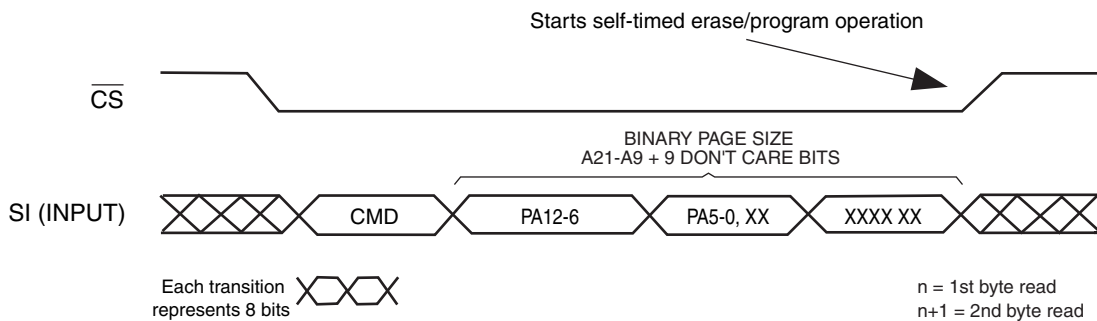 Starts self-timed erase/program operation
CS
BINARY PAGE SIZE
A21-A9 + 9 DON'T CARE BITS
SI (INPUT)
CMD
PA12-6
PA5-0, XX
XXXX XX
Each transition
represents 8 bits
n = 1st byte read
n+1 = 2nd byte read